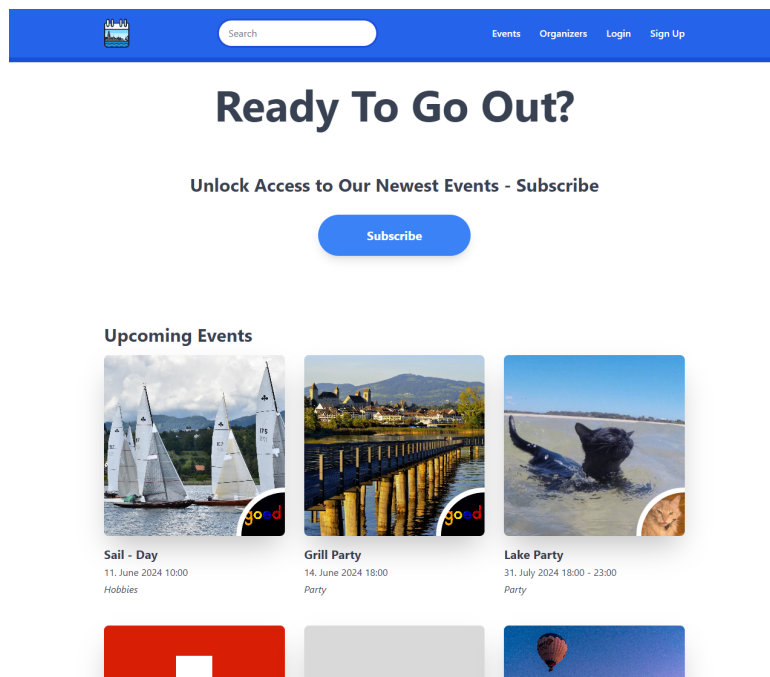 Search
Events
Organizers
Login
Sign Up
Ready To Go Out?
Unlock Access to Our Newest Events - Subscribe
Subscribe
Upcoming Events
goed
goed
Sail - Day
11. June 2024 10:00
Hobbies
Grill Party
14. June 2024 18:00
Party
Lake Party
31. July 2024 18:00 - 23:00
Party